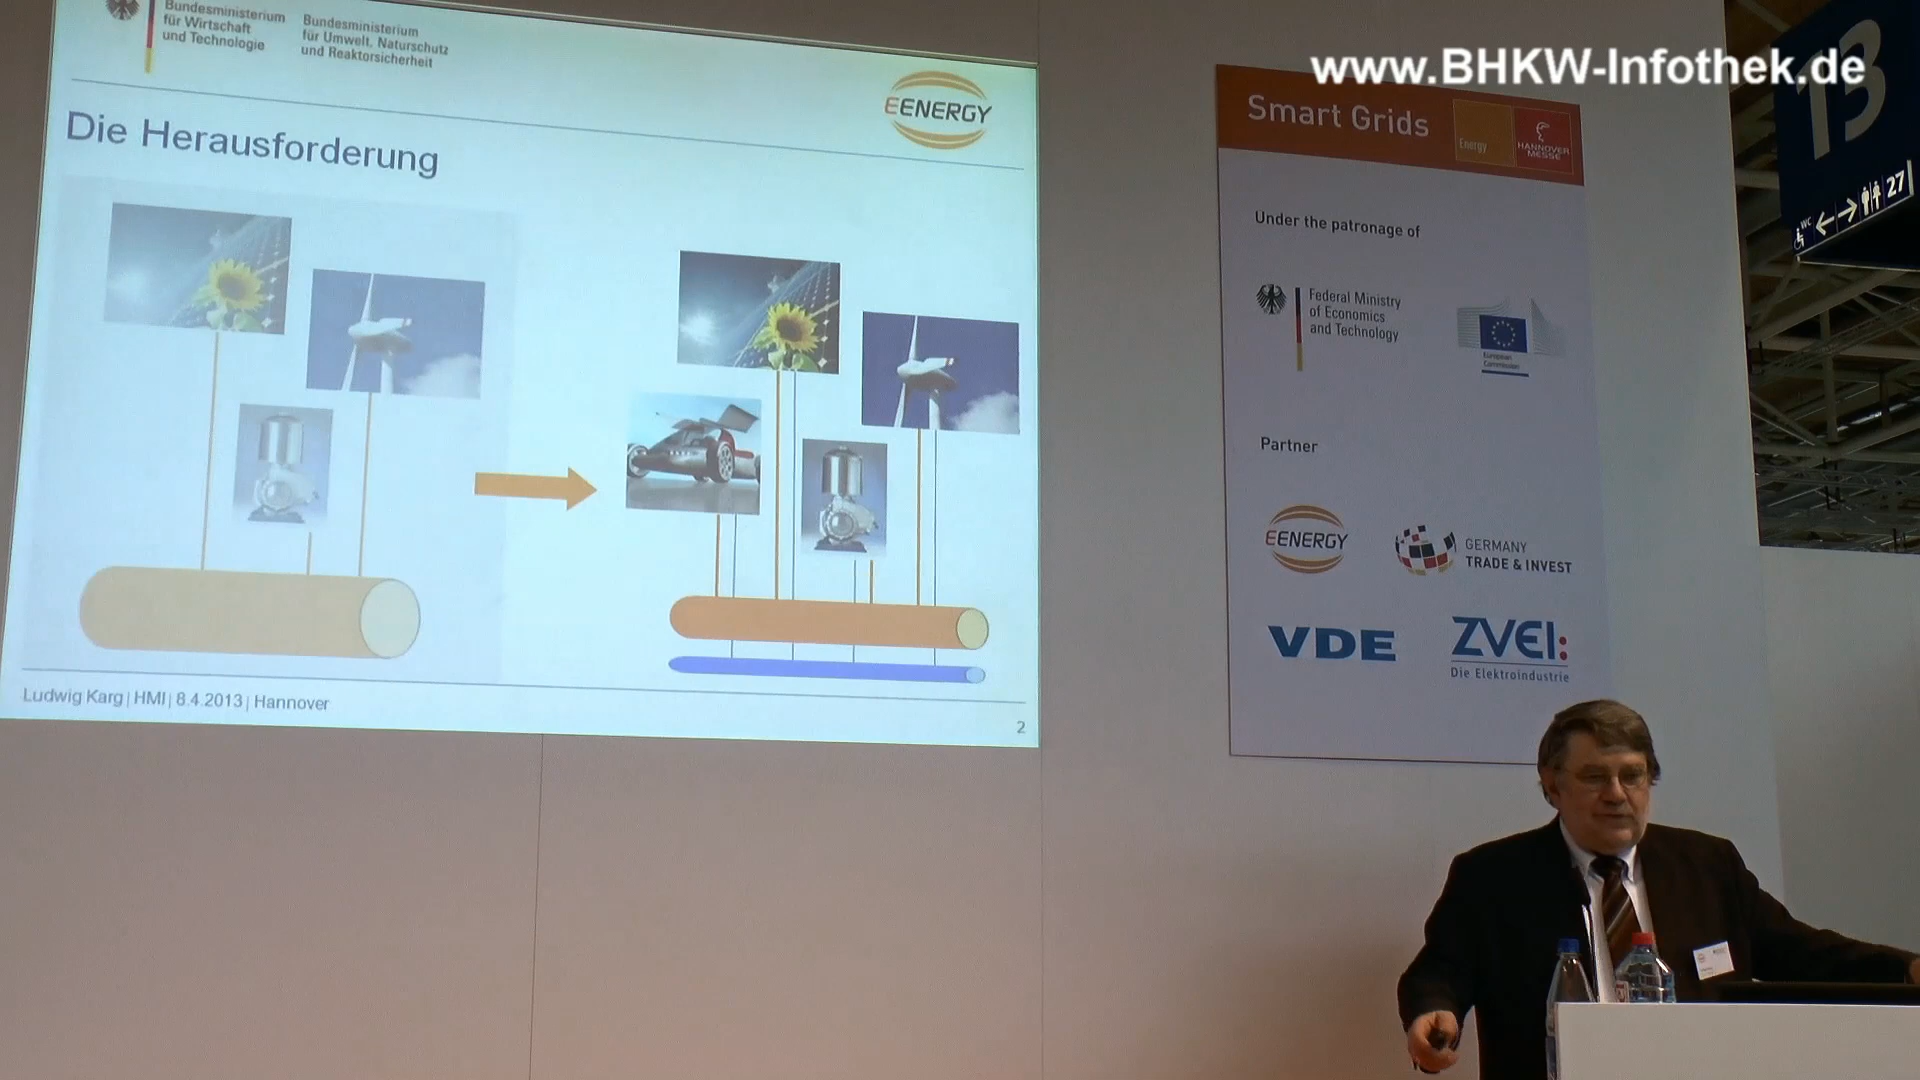 Bundesministerium
für Wirtschaft
und Technologie
Bundesministerium
für Umwelt, Naturschutz
und Reaktorsicherheit
EENERGY
Die Herausforderung
Ludwig Karg | HMI | 8.4.2013 | Hannover
2
www.BHKW-Infothek.de
Smart Grids
Energy
HANNOVER
MESSE
Under the patronage of
Federal Ministry
of Economics
and Technology
European
Commission
Partner
EENERGY
GERMANY
TRADE & INVEST
VDE
ZVEI:
Die Elektroindustrie
13
WC
27